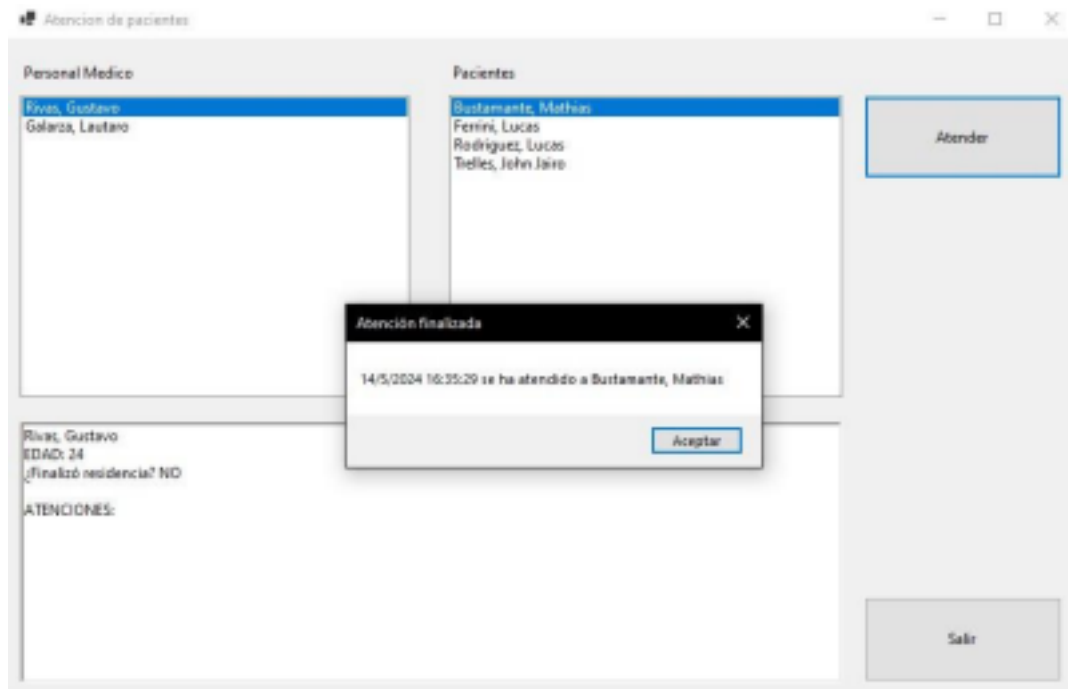 Atencion de pacientes
Personal Medico
Pacientes
Rivas, Gustavo
Galarza, Lautaro
Bustamante, Mathias
Ferrini, Lucas
Rodriguez, Lucas
Trelles, John Jairo
Atender
Atención finalizada
14/5/2024 16:35:29 se ha atendido a Bustamante, Mathias
Aceptar
Rivas, Gustavo
EDAD: 24
¿Finalizó residencia? NO
ATENCIONES:
Salir